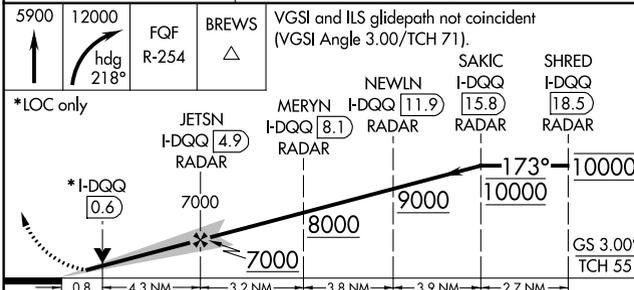 5900
12000
hdg
218°
FQF
R-254
BREWS
VGSI and ILS glidepath not coincident
(VGSI Angle 3.00/TCH 71).
*LOC only
SHRED
I-DQQ
18.5
RADAR
SAKIC
I-DQQ
15.8
RADAR
NEWLN
I-DQQ 11.9
RADAR
MERYN
I-DQQ 8.1
RADAR
JETSN
I-DQQ 4.9
RADAR
* I-DQQ
0.6
7000
7000
8000
9000
173°
10000
10000
GS 3.00°
TCH 55
0.8
4.3 NM
3.2 NM
3.8 NM
3.9 NM
2.7 NM